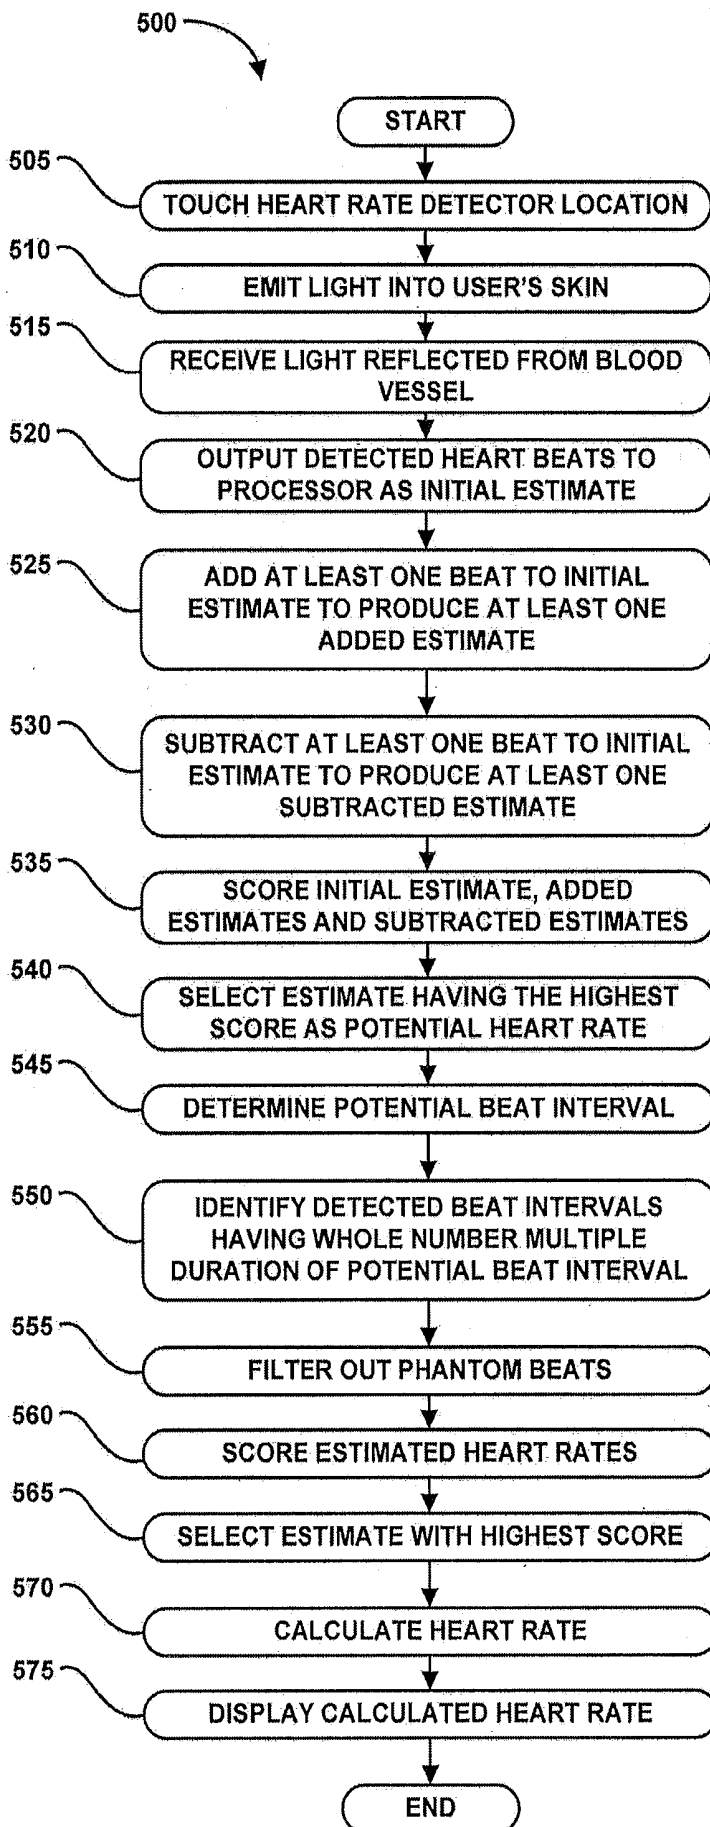 500
START
505
TOUCH HEART RATE DETECTOR LOCATION
510
EMIT LIGHT INTO USER'S SKIN
515
RECEIVE LIGHT REFLECTED FROM BLOOD
VESSEL
520
OUTPUT DETECTED HEART BEATS TO
PROCESSOR AS INITIAL ESTIMATE
525
ADD AT LEAST ONE BEAT TO INITIAL
ESTIMATE TO PRODUCE AT LEAST ONE
ADDED ESTIMATE
530
SUBTRACT AT LEAST ONE BEAT TO INITIAL
ESTIMATE TO PRODUCE AT LEAST ONE
SUBTRACTED ESTIMATE
535
SCORE INITIAL ESTIMATE, ADDED
ESTIMATES AND SUBTRACTED ESTIMATES
540
SELECT ESTIMATE HAVING THE HIGHEST
SCORE AS POTENTIAL HEART RATE
545
DETERMINE POTENTIAL BEAT INTERVAL
550
IDENTIFY DETECTED BEAT INTERVALS
HAVING WHOLE NUMBER MULTIPLE
DURATION OF POTENTIAL BEAT INTERVAL
555
FILTER OUT PHANTOM BEATS
560
SCORE ESTIMATED HEART RATES
565
SELECT ESTIMATE WITH HIGHEST SCORE
570
CALCULATE HEART RATE
575
DISPLAY CALCULATED HEART RATE
END